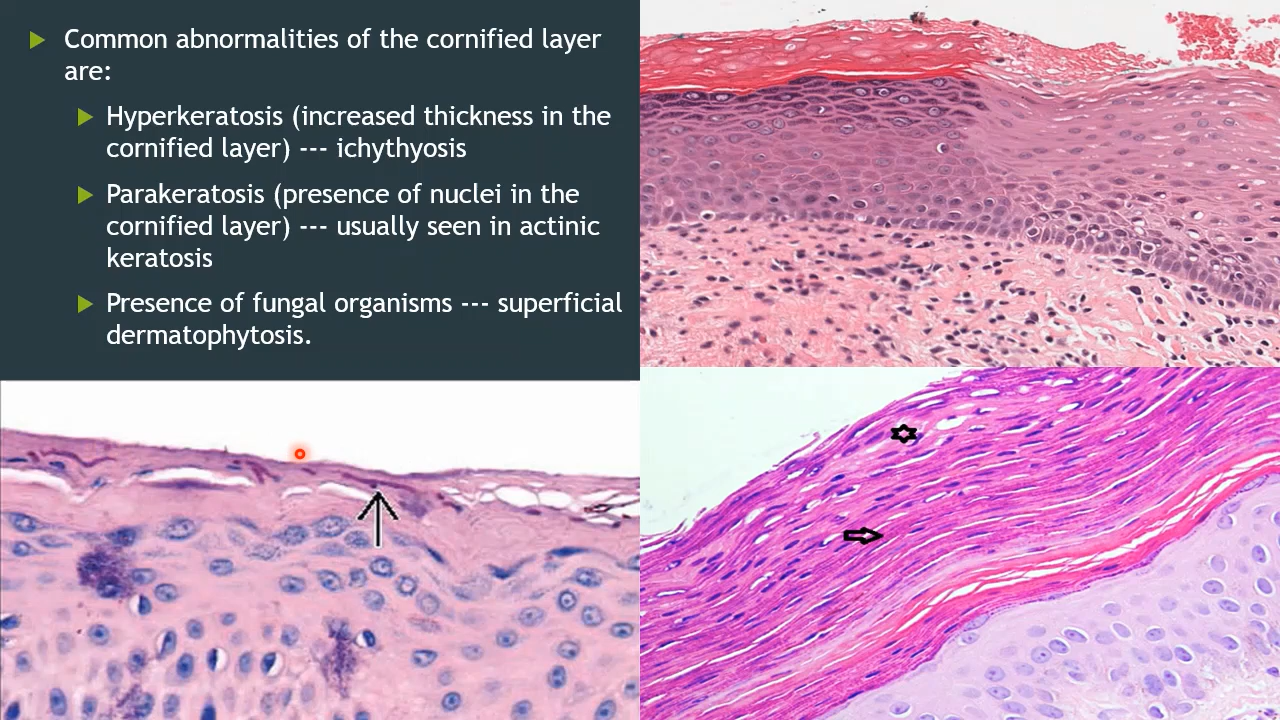 Common abnormalities of the cornified layer
are:
Hyperkeratosis (increased thickness in the
cornified layer) --- ichythyosis
Parakeratosis (presence of nuclei in the
cornified layer) --- usually seen in actinic
keratosis
Presence of fungal organisms --- superficial
dermatophytosis.